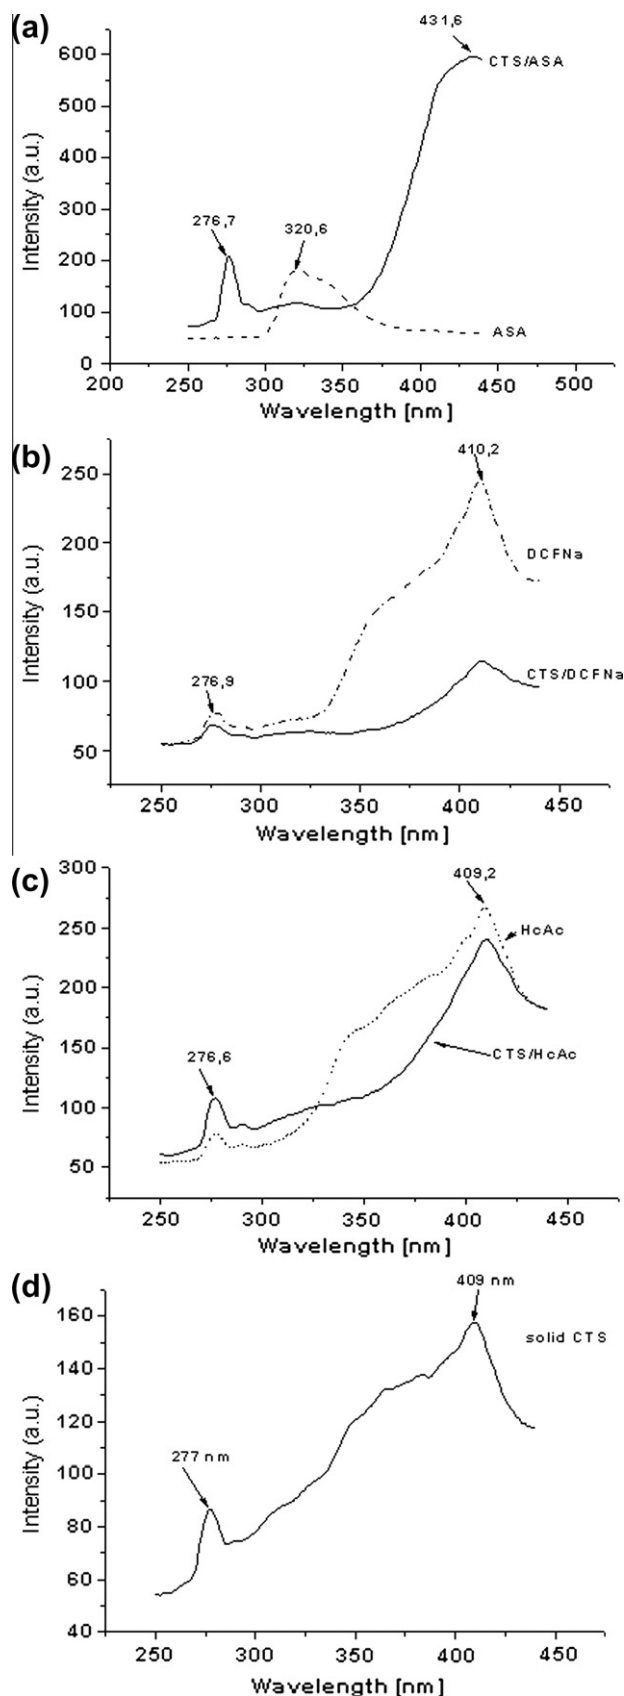 (a)
431,6
600
CTS/ASA
500
400
300
276,7
320,6
200
100
ASA
0
200 250 300 350 400 450 500
Wavelength [nm]
Intensity (a.u.)
(b)
410,2
250
DCFNa
200
150
276,9
100
CTS/DCFNa
50
250 300 350 400 450
Wavelength [nm]
Intensity (a.u.)
(c)
300
409,2
250
HcAc
200
150
276,6
CTS/HcAc
100
50
250 300 350 400 450
Wavelength [nm]
Intensity (a.u.)
(d)
409 nm
160
solid CTS
140
120
277 nm
100
80
60
40
250 300 350 400 450
Wavelength [nm]
Intensity (a.u.)